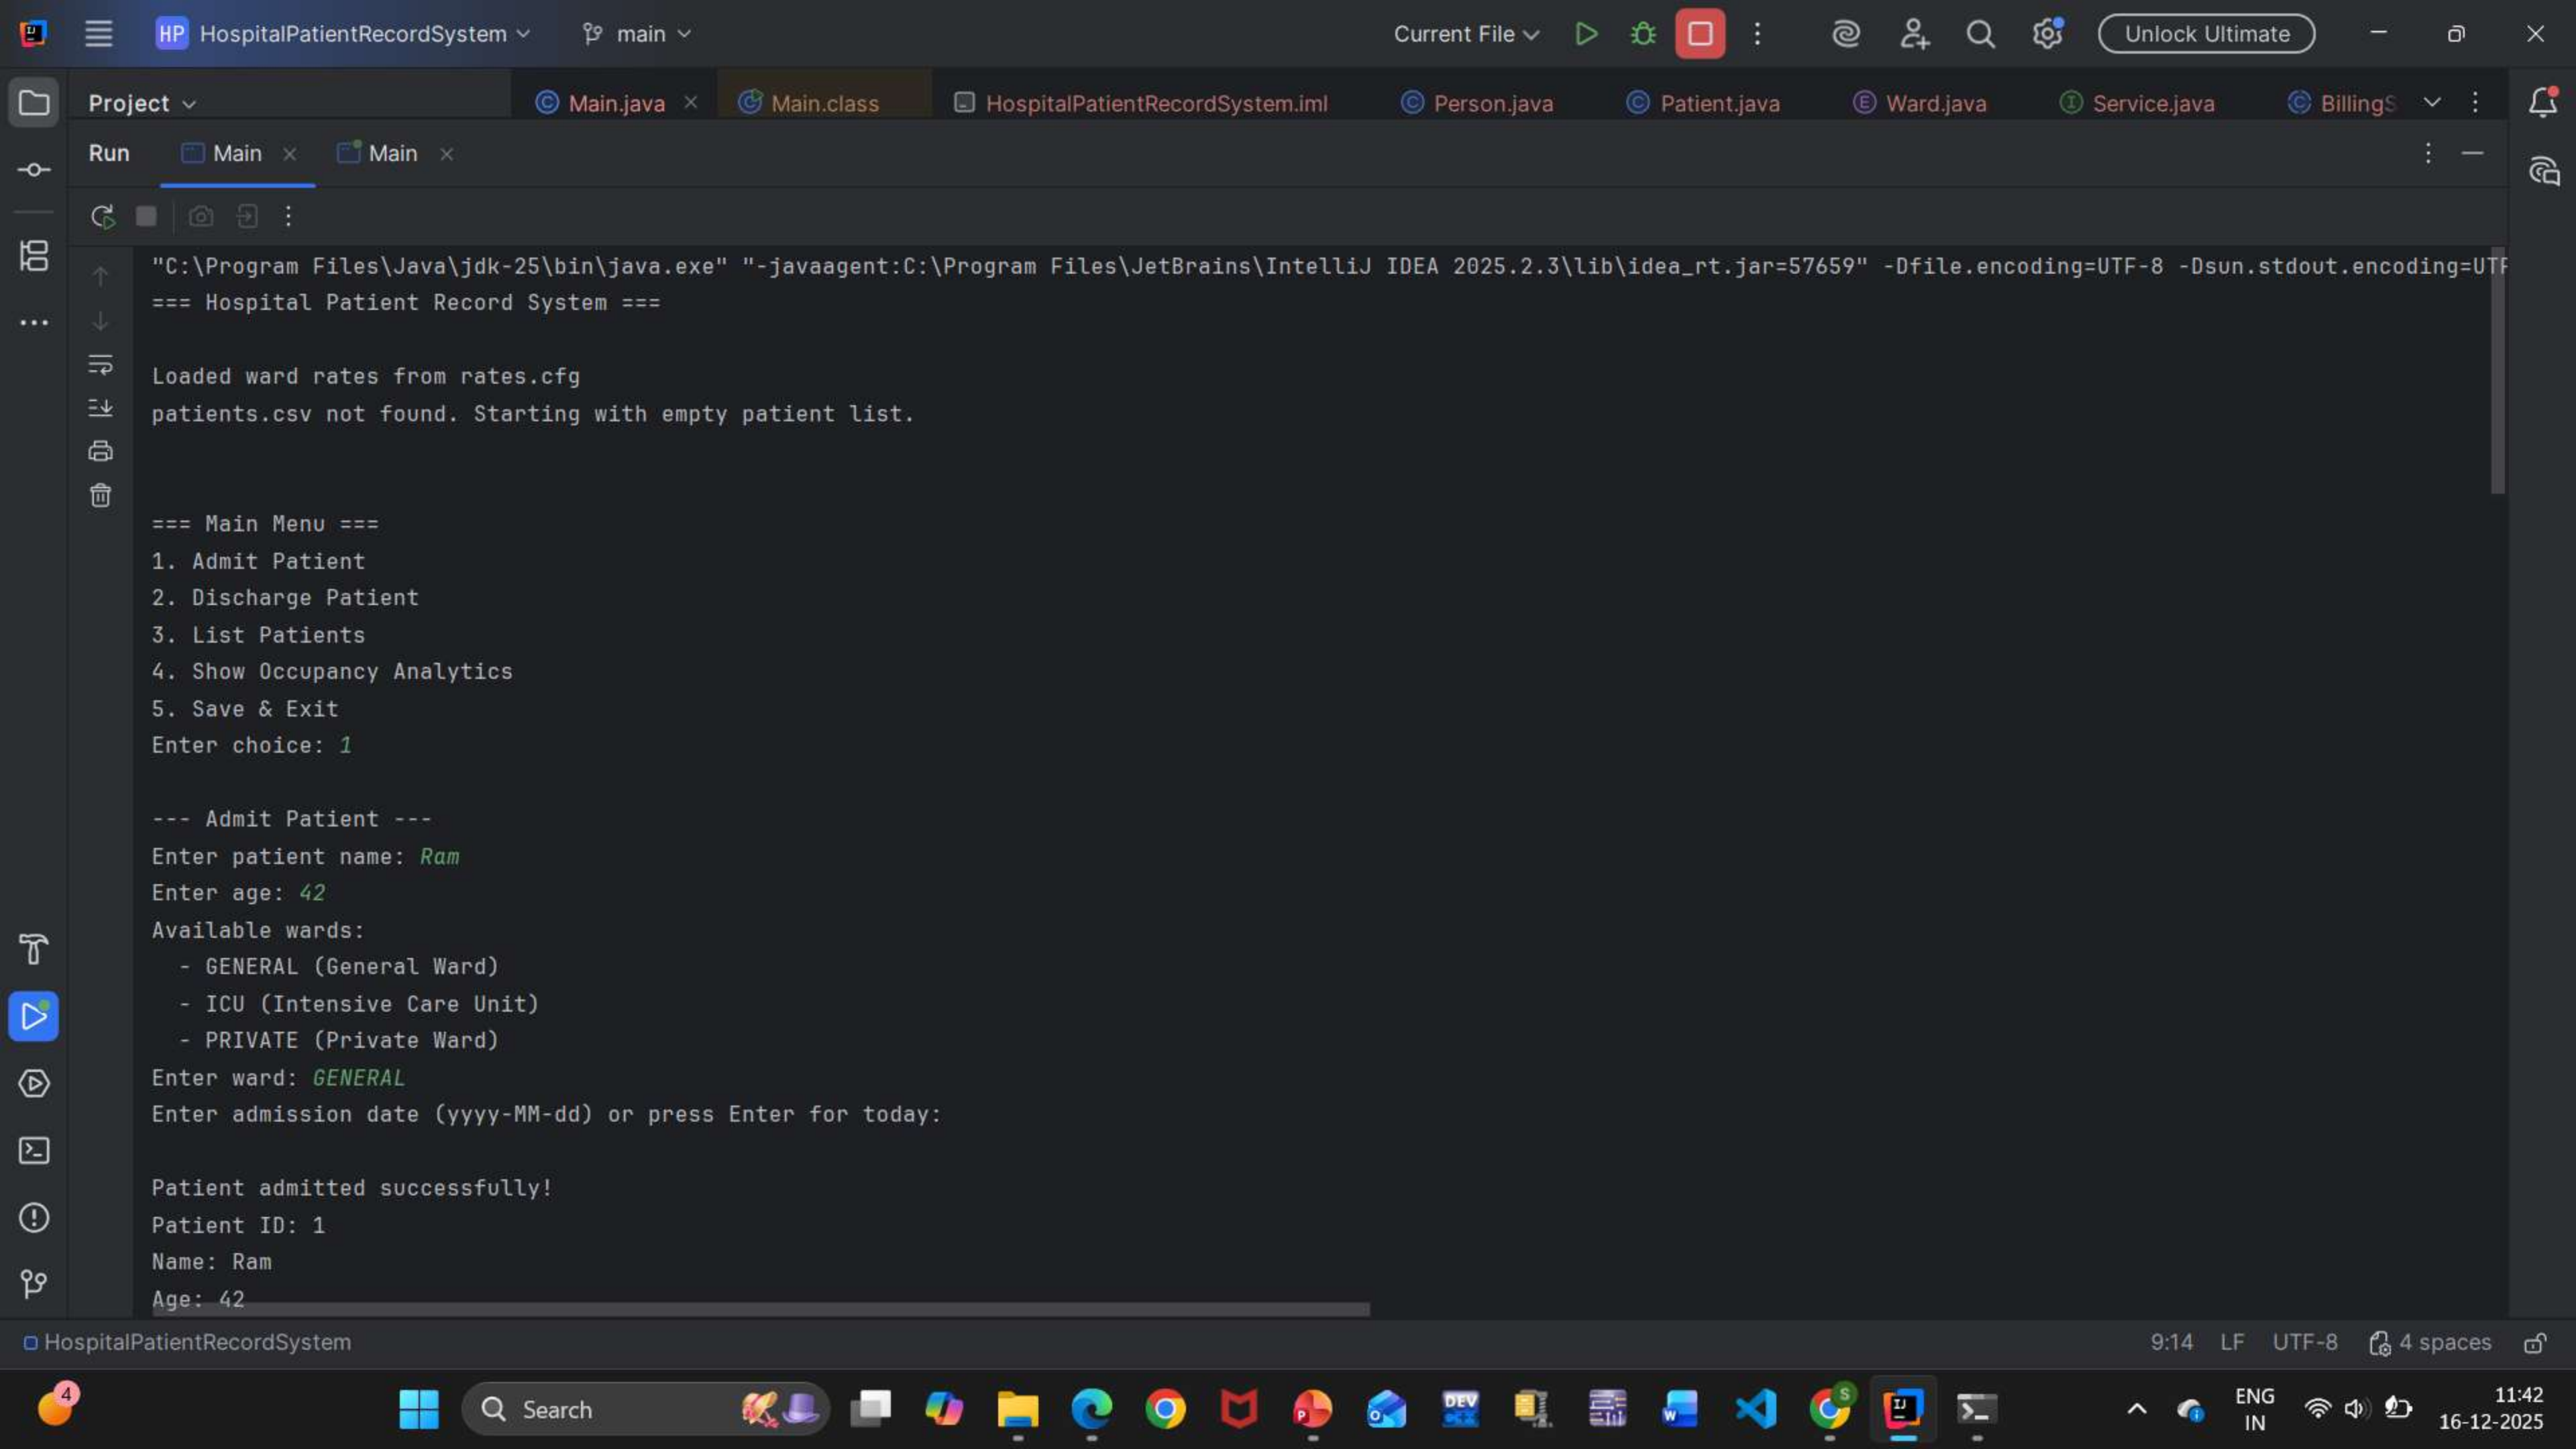 HP HospitalPatientRecordSystem main Current File Unlock Ultimate
Project Main.java Main.class HospitalPatientRecordSystem.iml Person.java Patient.java Ward.java Service.java BillingS
Run Main Main
"C:\Program Files\Java\jdk-25\bin\java.exe" "-javaagent:C:\Program Files\JetBrains\IntelliJ IDEA 2025.2.3\lib\idea_rt.jar=57659" -Dfile.encoding=UTF-8 -Dsun.stdout.encoding=UTF
=== Hospital Patient Record System ===
Loaded ward rates from rates.cfg
patients.csv not found. Starting with empty patient list.
=== Main Menu ===
1. Admit Patient
2. Discharge Patient
3. List Patients
4. Show Occupancy Analytics
5. Save & Exit
Enter choice: 1
--- Admit Patient ---
Enter patient name: Ram
Enter age: 42
Available wards:
- GENERAL (General Ward)
- ICU (Intensive Care Unit)
- PRIVATE (Private Ward)
Enter ward: GENERAL
Enter admission date (yyyy-MM-dd) or press Enter for today:
Patient admitted successfully!
Patient ID: 1
Name: Ram
Age: 42
HospitalPatientRecordSystem 9:14 LF UTF-8 4 spaces
4 Search DEV S ENG 11:42
IN 16-12-2025